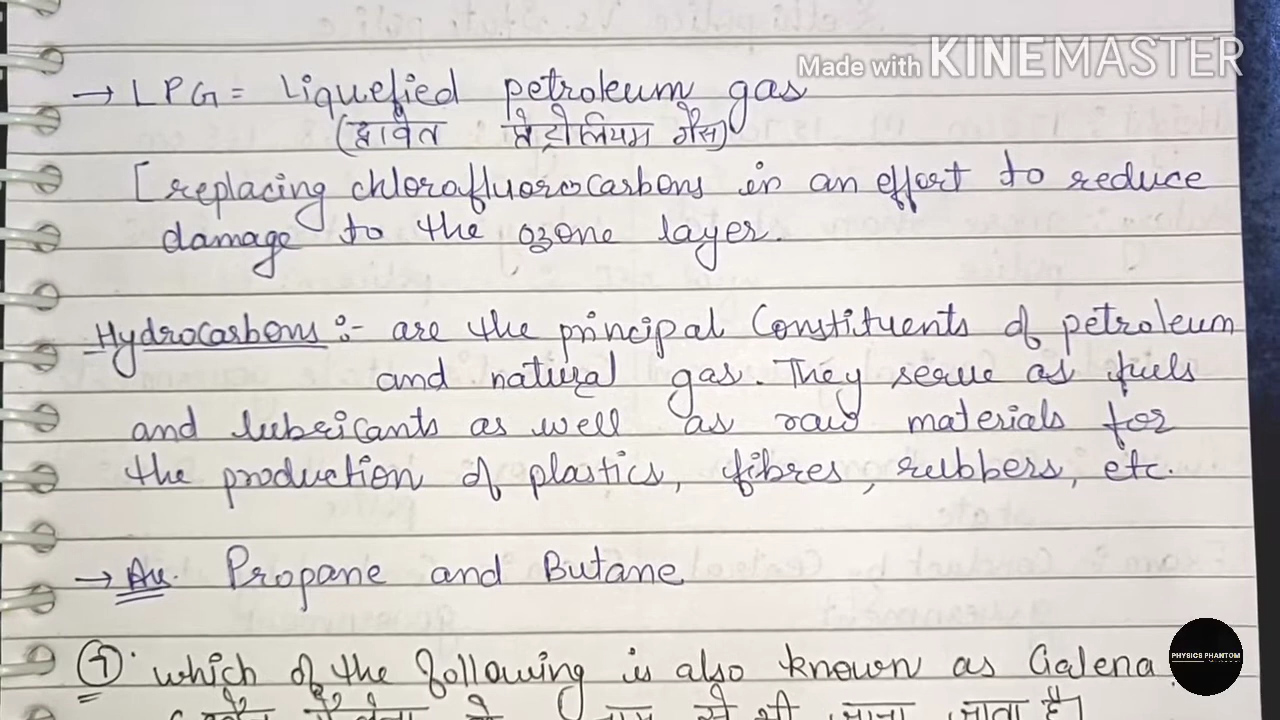 Made with KINEMASTER
→ LPG = Liquefied petroleum gas
(द्रावित पेट्रोलियम गैस)
[replacing chlorafluorocarbons in an effort to reduce
damage to the ozone layer.
Hydrocarbons :- are the principal Constituents of petroleum
and natural gas. They serve as fuels
and lubricants as well as raw materials for
the production of plastics, fibres, rubbers, etc.
→ Ans. Propane and Butane
7. which of the following is also known as Galena
नाम से भी जाना जाता है।
PHYSICS PHANTOM